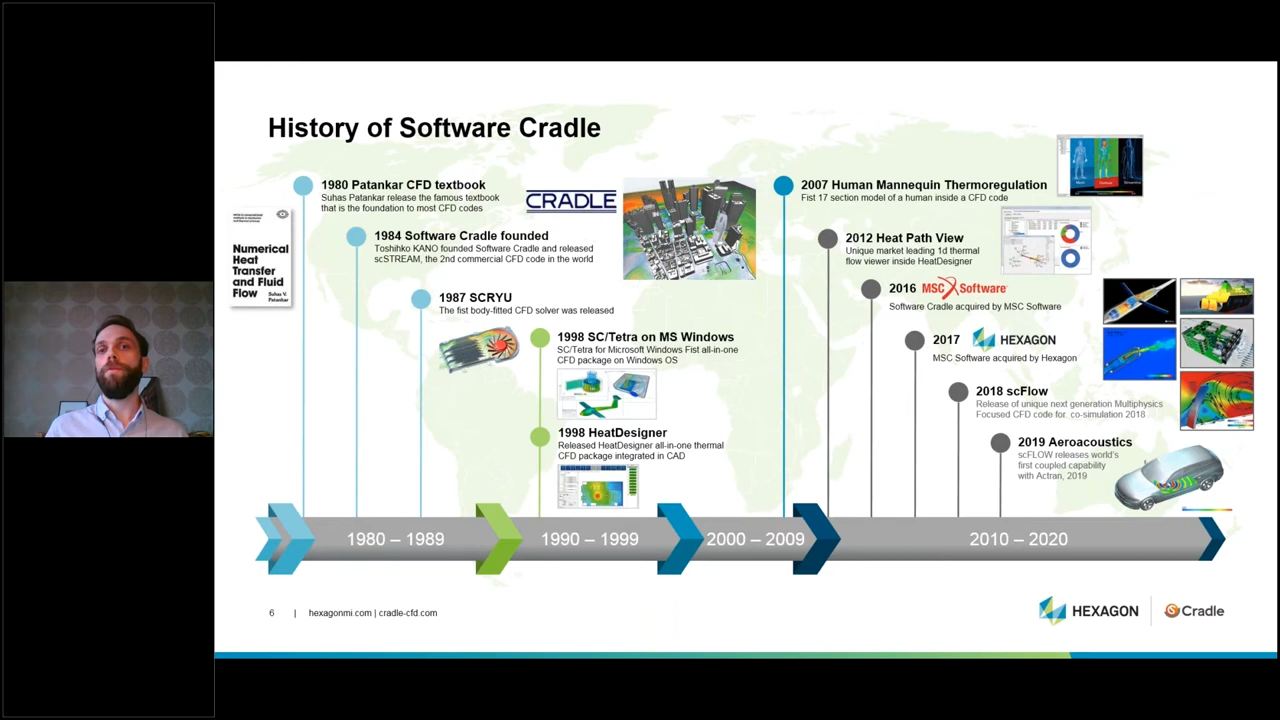 History of Software Cradle
1980 Patankar CFD textbook
Suhas Patankar release the famous textbook
that is the foundation to most CFD codes
Numerical
Heat
Transfer
and Fluid
Flow
Suhas V.
Patankar
CRADLE
1984 Software Cradle founded
Toshihko KANO founded Software Cradle and released
scSTREAM, the 2nd commercial CFD code in the world
1987 SCRYU
The fist body-fitted CFD solver was released
1998 SC/Tetra on MS Windows
SC/Tetra for Microsoft Windows Fist all-in-one
CFD package on Windows OS
1998 HeatDesigner
Released HeatDesigner all-in-one thermal
CFD package integrated in CAD
2007 Human Mannequin Thermoregulation
Fist 17 section model of a human inside a CFD code
2012 Heat Path View
Unique market leading 1d thermal
flow viewer inside HeatDesigner
2016 MSC Software
Software Cradle acquired by MSC Software
2017 HEXAGON
MSC Software acquired by Hexagon
2018 scFlow
Release of unique next generation Multiphysics
Focused CFD code for co-simulation 2018
2019 Aeroacoustics
scFLOW releases world's
first coupled capability
with Actran, 2019
1980 – 1989
1990 – 1999
2000 – 2009
2010 – 2020
6 | hexagonmi.com | cradle-cfd.com
HEXAGON | Cradle